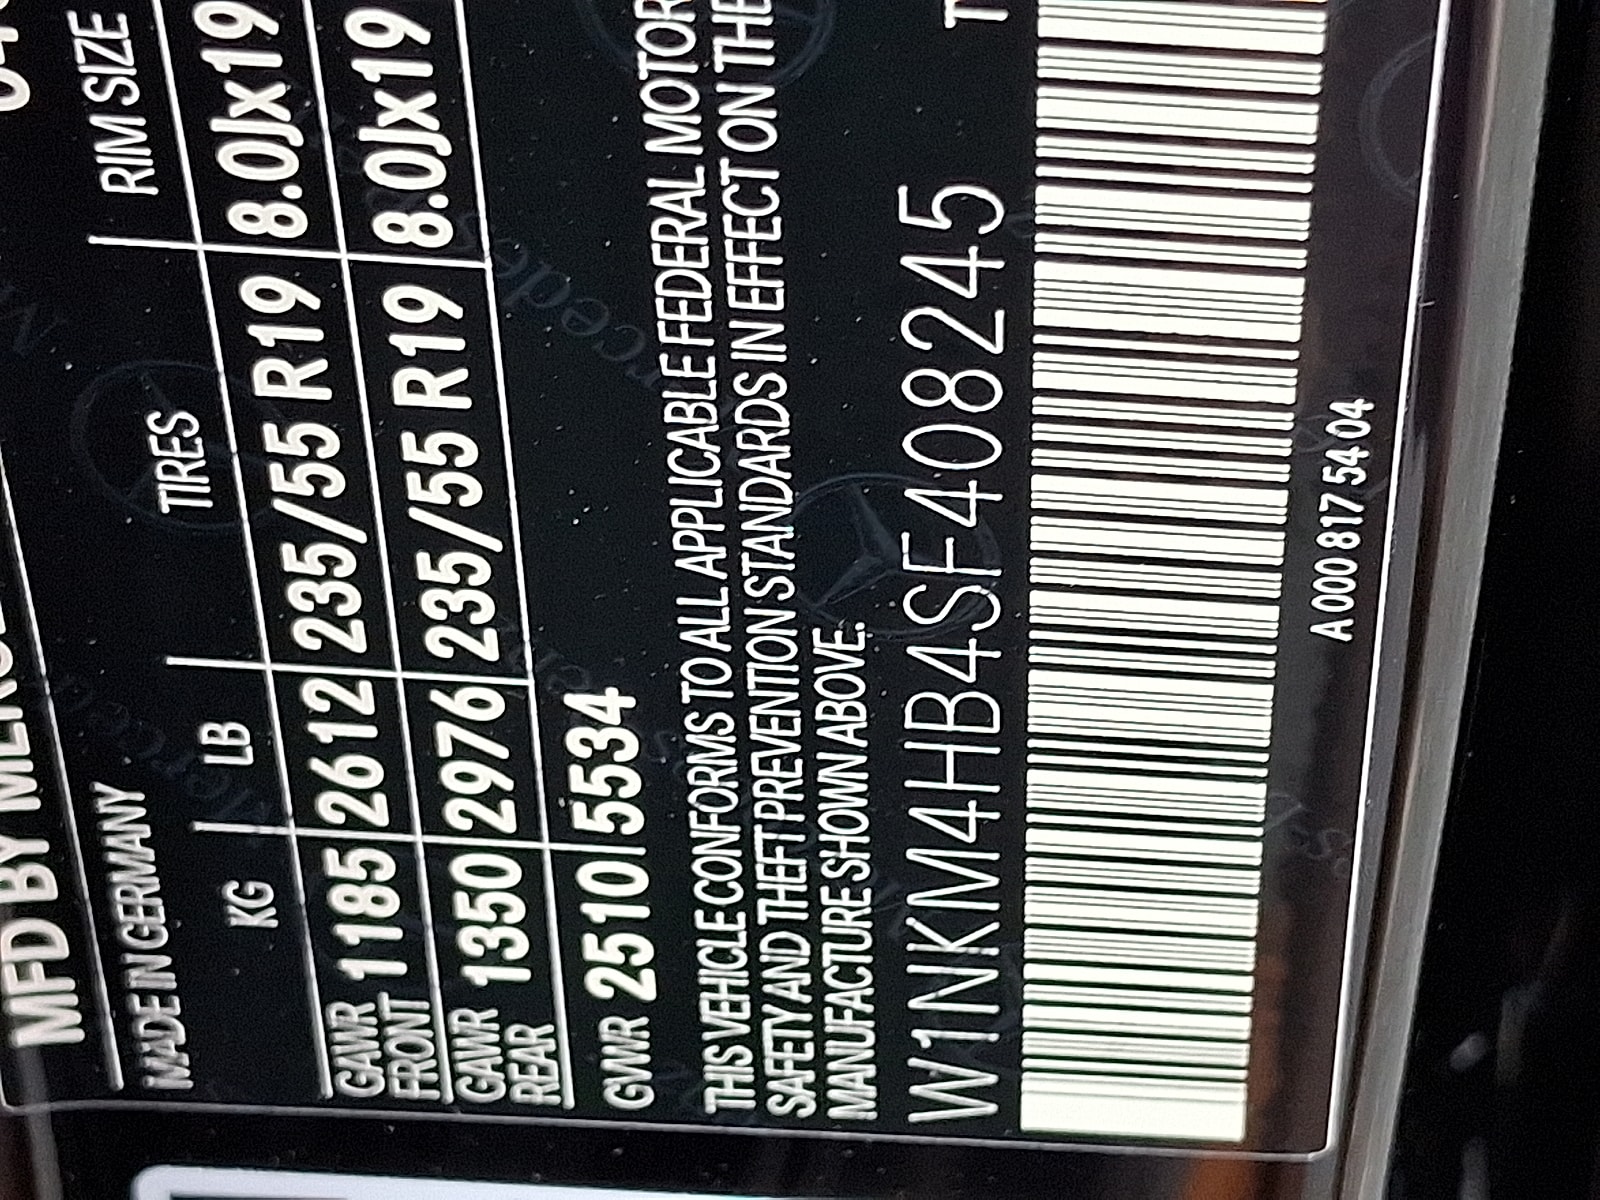 MFD BY
MADE IN GERMANY
KG LB TIRES RIM SIZE
GAWR FRONT 1185 2612 235/55 R19 8.0Jx19
GAWR REAR 1350 2976 235/55 R19 8.0Jx19
GVWR 2510 5534
THIS VEHICLE CONFORMS TO ALL APPLICABLE FEDERAL MOTOR
SAFETY AND THEFT PREVENTION STANDARDS IN EFFECT ON THE
MANUFACTURE SHOWN ABOVE.
W1NKM4HB4SF408245
A 000 817 54 04